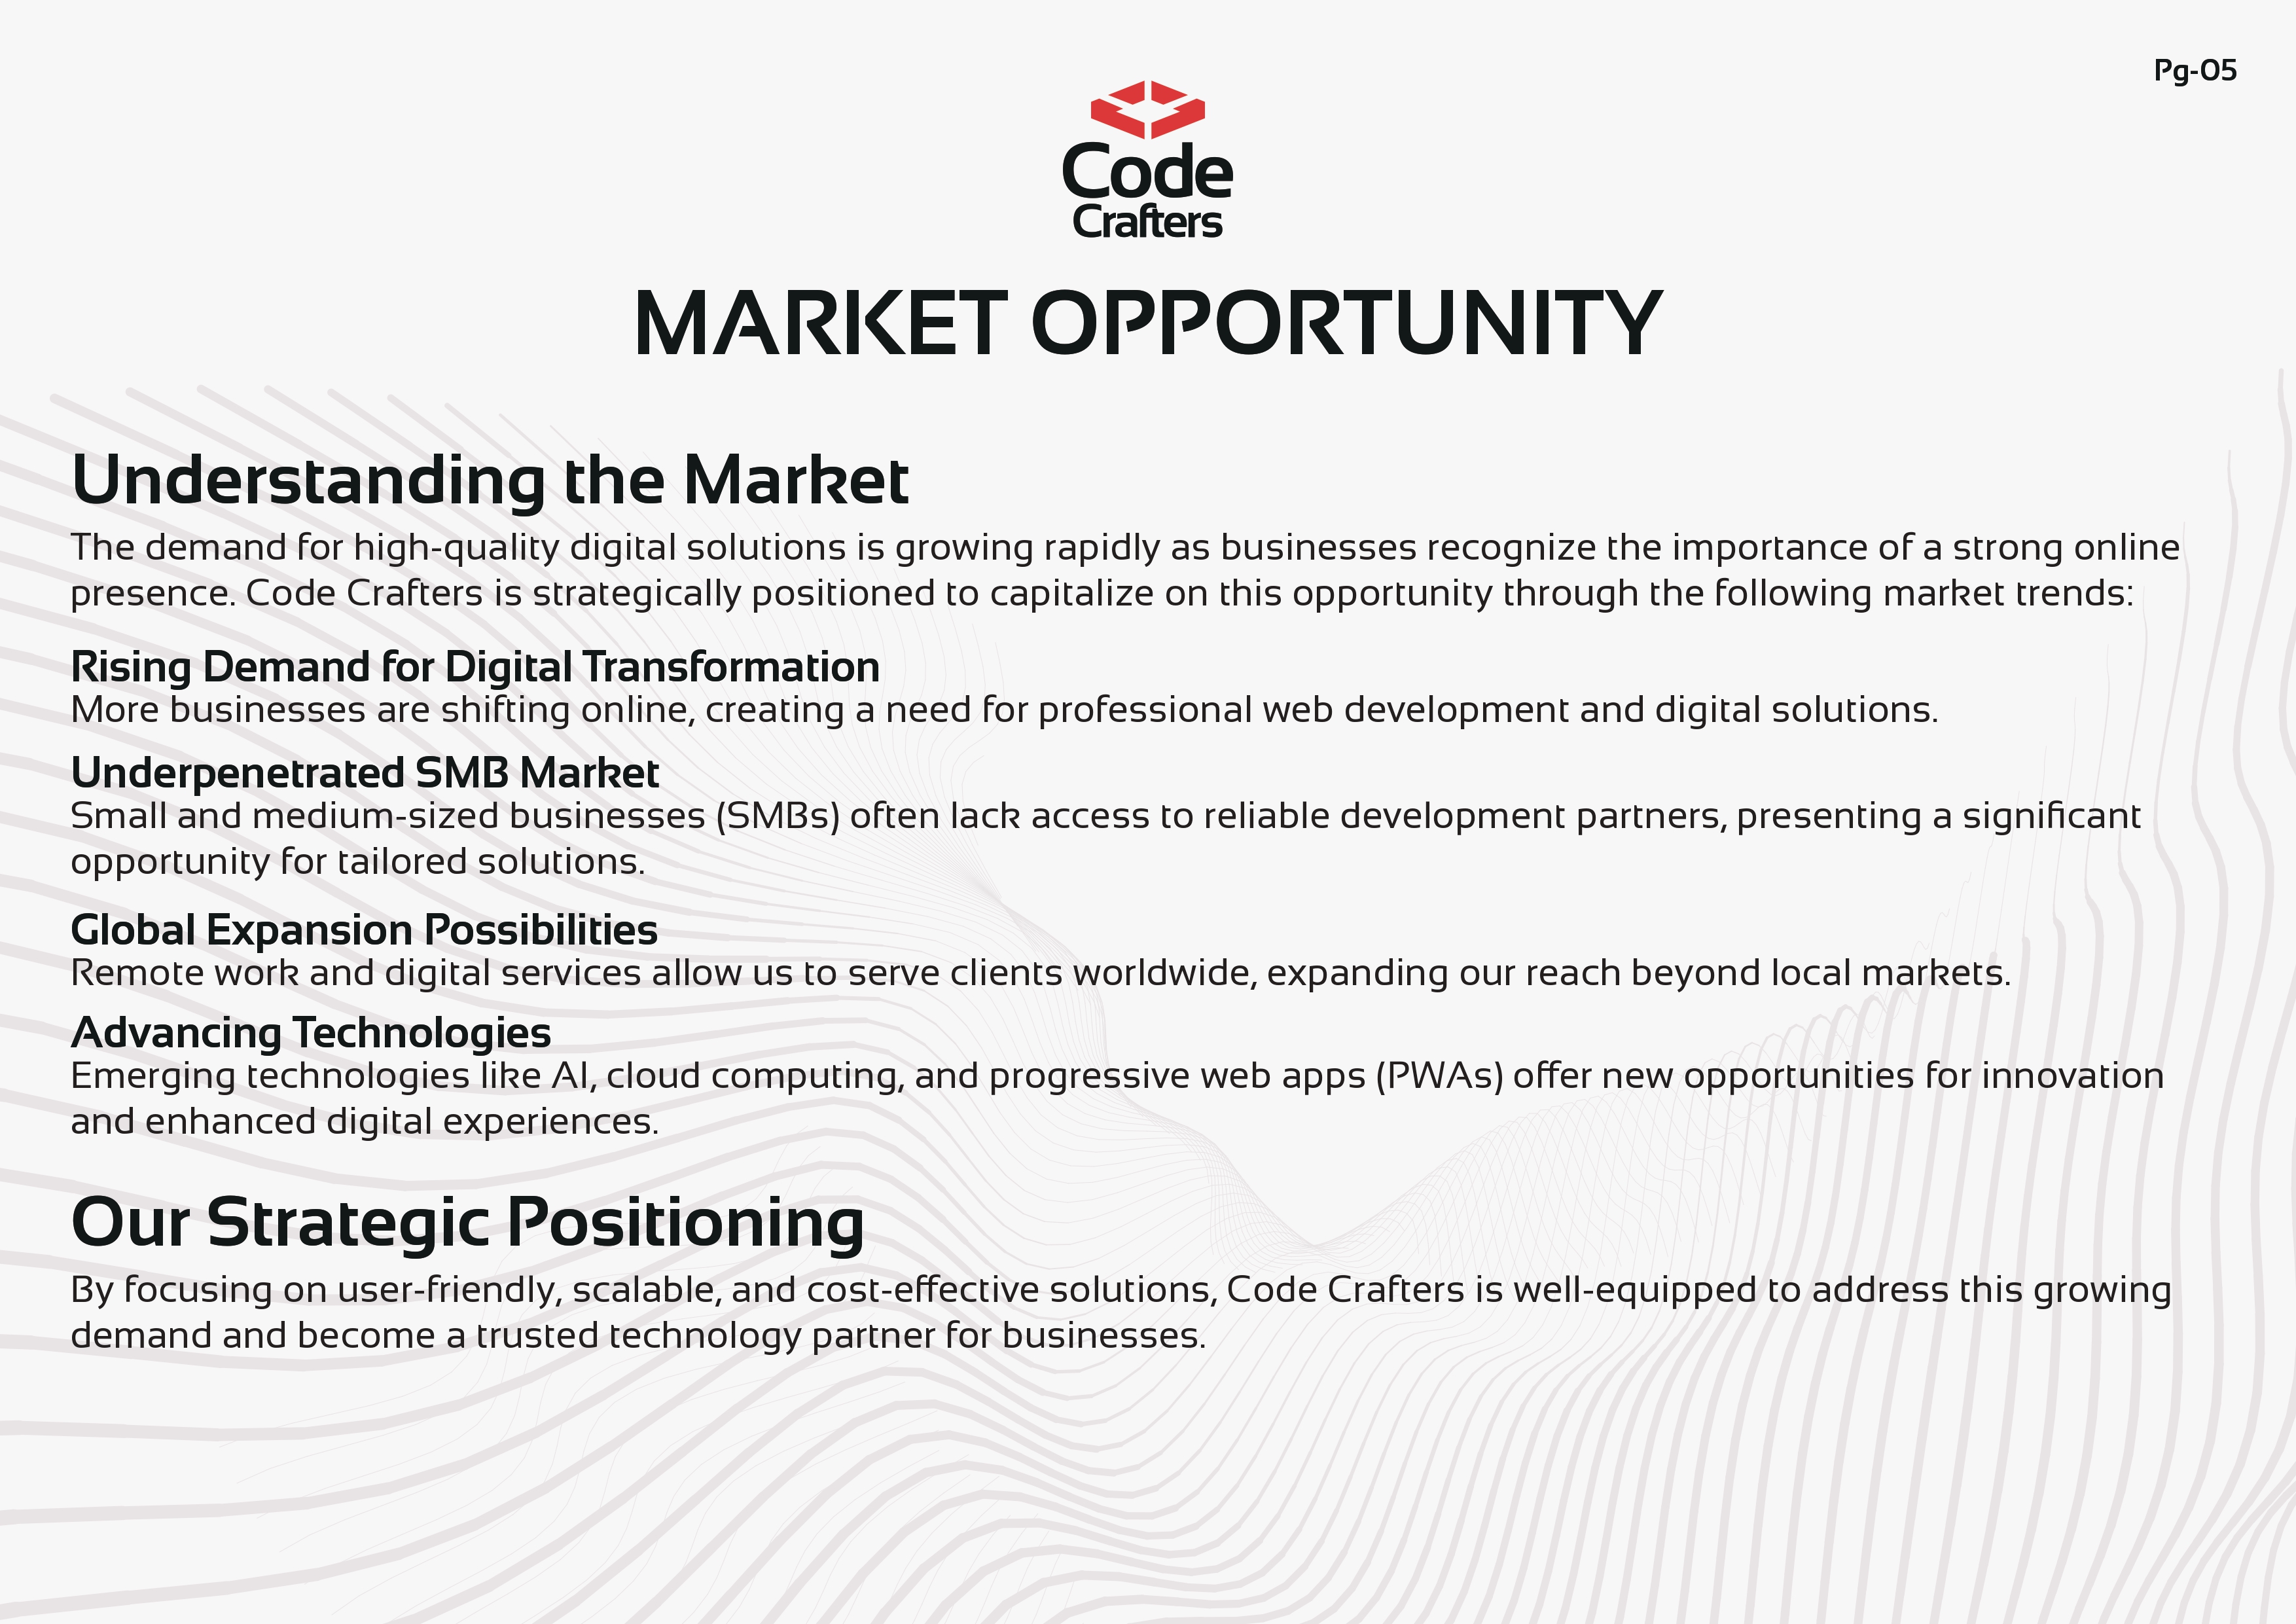 Pg-05
Code
Crafters
MARKET OPPORTUNITY
Understanding the Market
The demand for high-quality digital solutions is growing rapidly as businesses recognize the importance of a strong online
presence. Code Crafters is strategically positioned to capitalize on this opportunity through the following market trends:
Rising Demand for Digital Transformation
More businesses are shifting online, creating a need for professional web development and digital solutions.
Underpenetrated SMB Market
Small and medium-sized businesses (SMBs) often lack access to reliable development partners, presenting a significant
opportunity for tailored solutions.
Global Expansion Possibilities
Remote work and digital services allow us to serve clients worldwide, expanding our reach beyond local markets.
Advancing Technologies
Emerging technologies like AI, cloud computing, and progressive web apps (PWAs) offer new opportunities for innovation
and enhanced digital experiences.
Our Strategic Positioning
By focusing on user-friendly, scalable, and cost-effective solutions, Code Crafters is well-equipped to address this growing
demand and become a trusted technology partner for businesses.